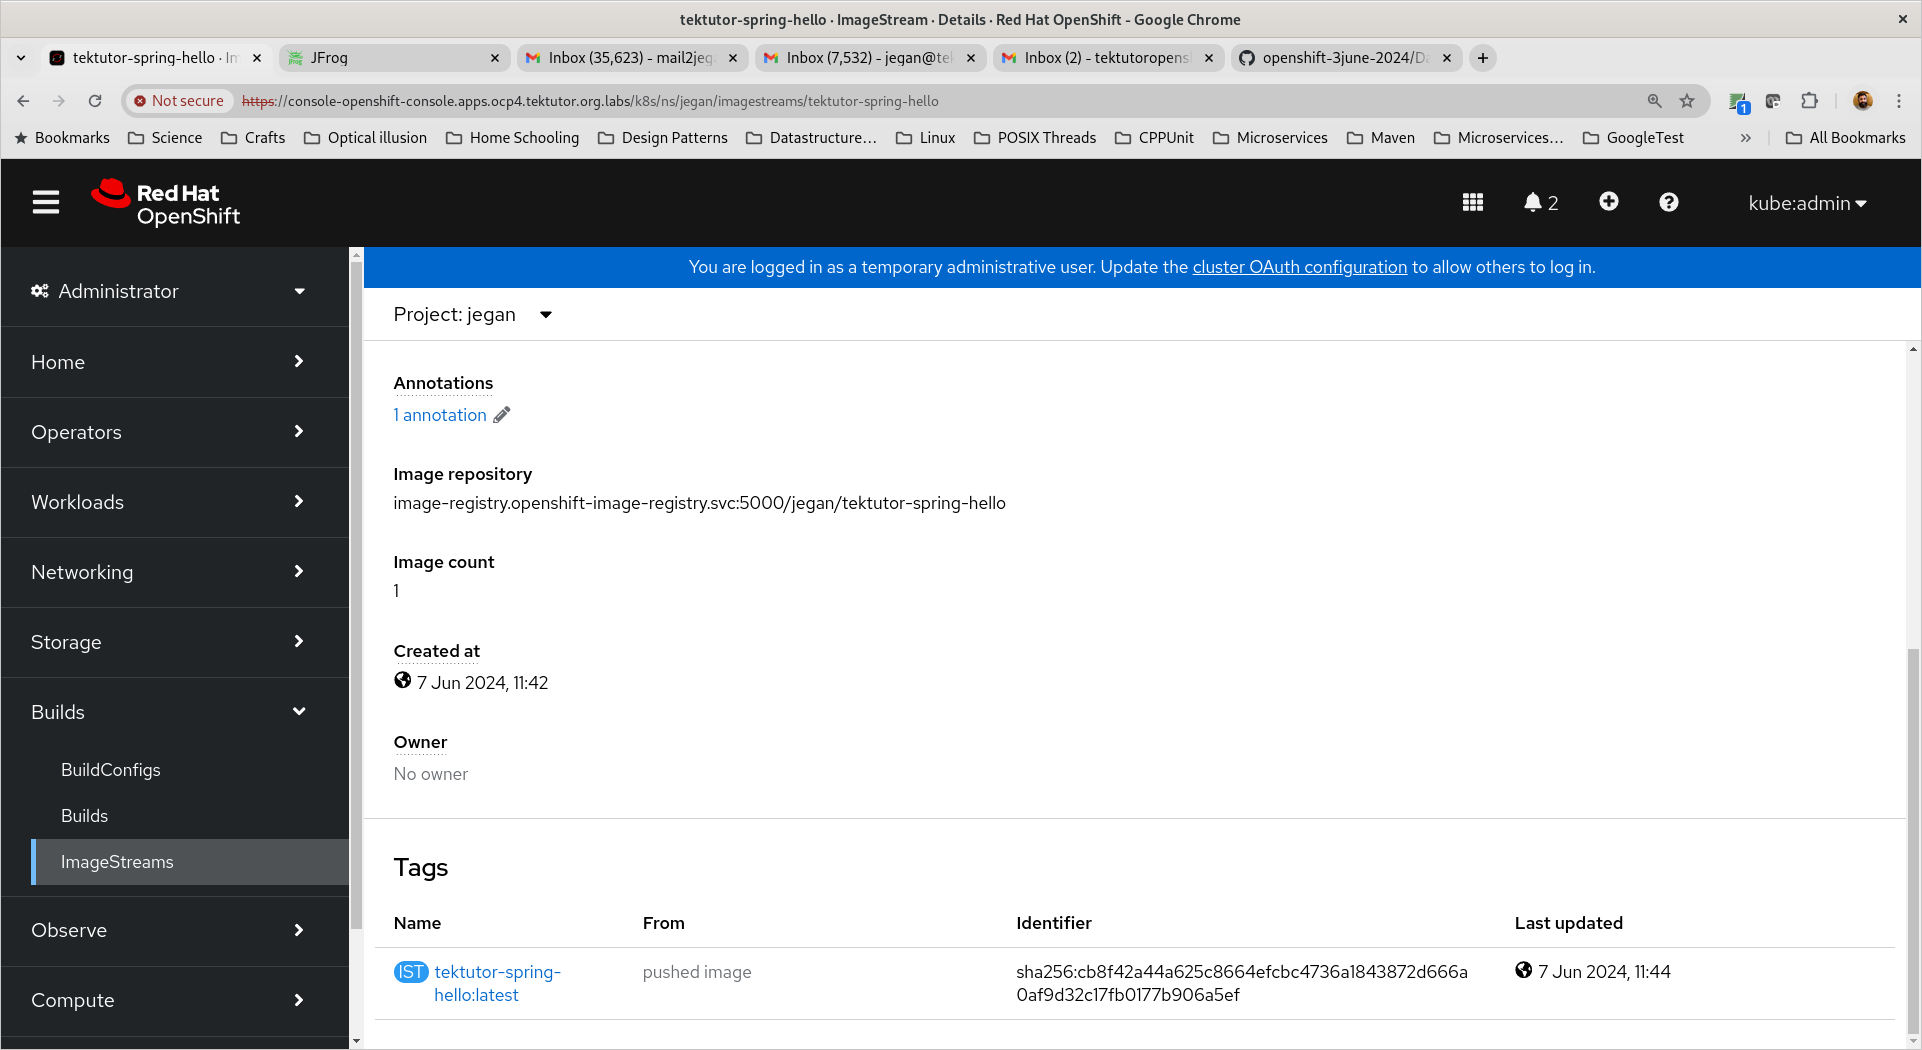 tektutor-spring-hello · ImageStream · Details · Red Hat OpenShift - Google Chrome
tektutor-spring-hello · Im
JFrog
Inbox (35,623) - mail2jeg
Inbox (7,532) - jegan@te
Inbox (2) - tektutoropens
openshift-3june-2024/Da
Not secure
https://console-openshift-console.apps.ocp4.tektutor.org.labs/k8s/ns/jegan/imagestreams/tektutor-spring-hello
1
Bookmarks
Science
Crafts
Optical illusion
Home Schooling
Design Patterns
Datastructure...
Linux
POSIX Threads
CPPUnit
Microservices
Maven
Microservices...
GoogleTest
»
All Bookmarks
Red Hat
OpenShift
2
kube:admin
You are logged in as a temporary administrative user. Update the cluster OAuth configuration to allow others to log in.
Administrator
Home
Operators
Workloads
Networking
Storage
Builds
BuildConfigs
Builds
ImageStreams
Observe
Compute
Project: jegan
Annotations
1 annotation
Image repository
image-registry.openshift-image-registry.svc:5000/jegan/tektutor-spring-hello
Image count
1
Created at
7 Jun 2024, 11:42
Owner
No owner
Tags
Name
From
Identifier
Last updated
IST
tektutor-spring-
hello:latest
pushed image
sha256:cb8f42a44a625c8664efcbc4736a1843872d666a
0af9d32c17fb0177b906a5ef
7 Jun 2024, 11:44